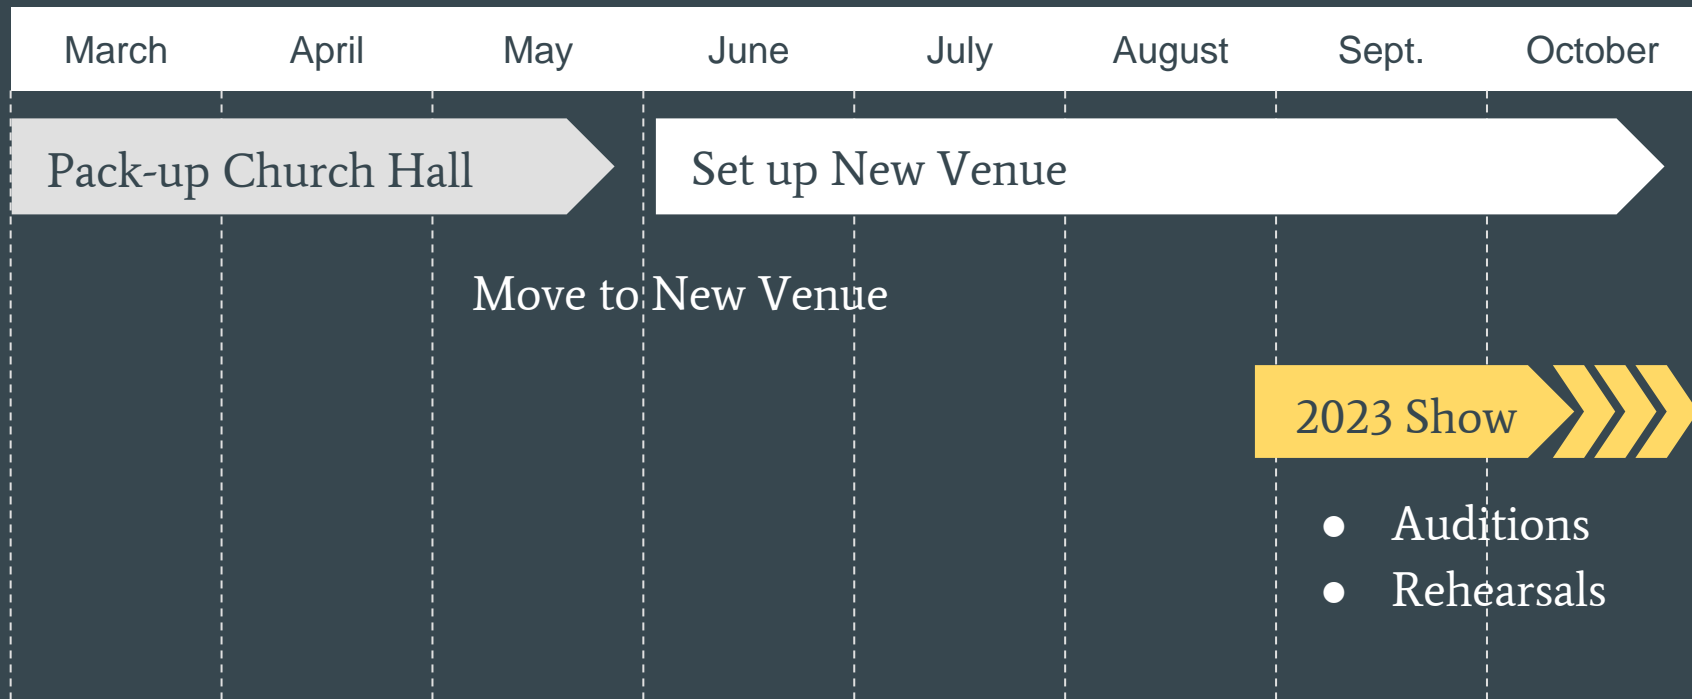 March April May June July August Sept. October
Pack-up Church Hall
Set up New Venue
Move to New Venue
2023 Show
● Auditions
● Rehearsals